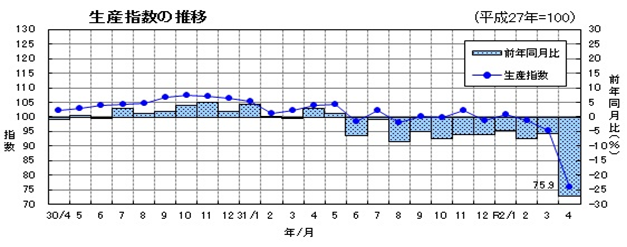 生産指数の推移
(平成27年=100)
130 30
125 25
120 20
115 15
110 10
105 5
100 0
95 -5
90 -10
85 -15
80 -20
75 -25
70 -30
指数
前年同月比(%)
前年同月比
生産指数
75.9
30/4 5 6 7 8 9 10 11 12 31/1 2 3 4 5 6 7 8 9 10 11 12 R2/1 2 3 4
年/月